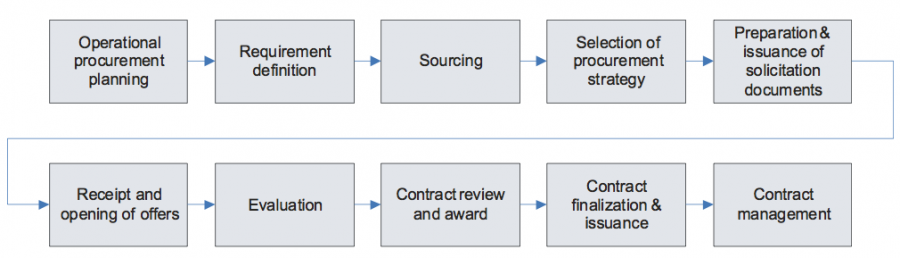 Operational
procurement
planning
Requirement
definition
Sourcing
Selection of
procurement
strategy
Preparation &
issuance of
solicitation
documents
Receipt and
opening of offers
Evaluation
Contract review
and award
Contract
finalization &
issuance
Contract
management